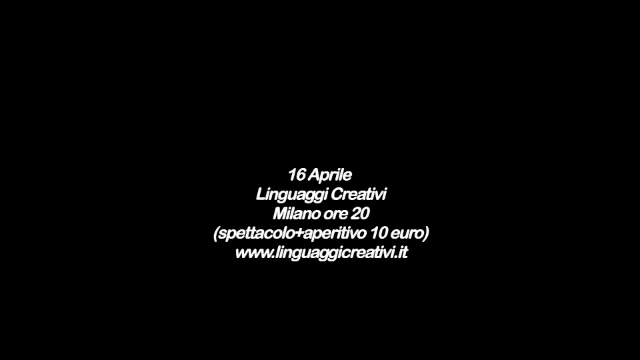 16 Aprile
Linguaggi Creativi
Milano ore 20
(spettacolo+aperitivo 10 euro)
www.linguaggicreativi.it